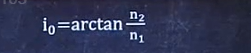 i₀=arctan n₂/n₁